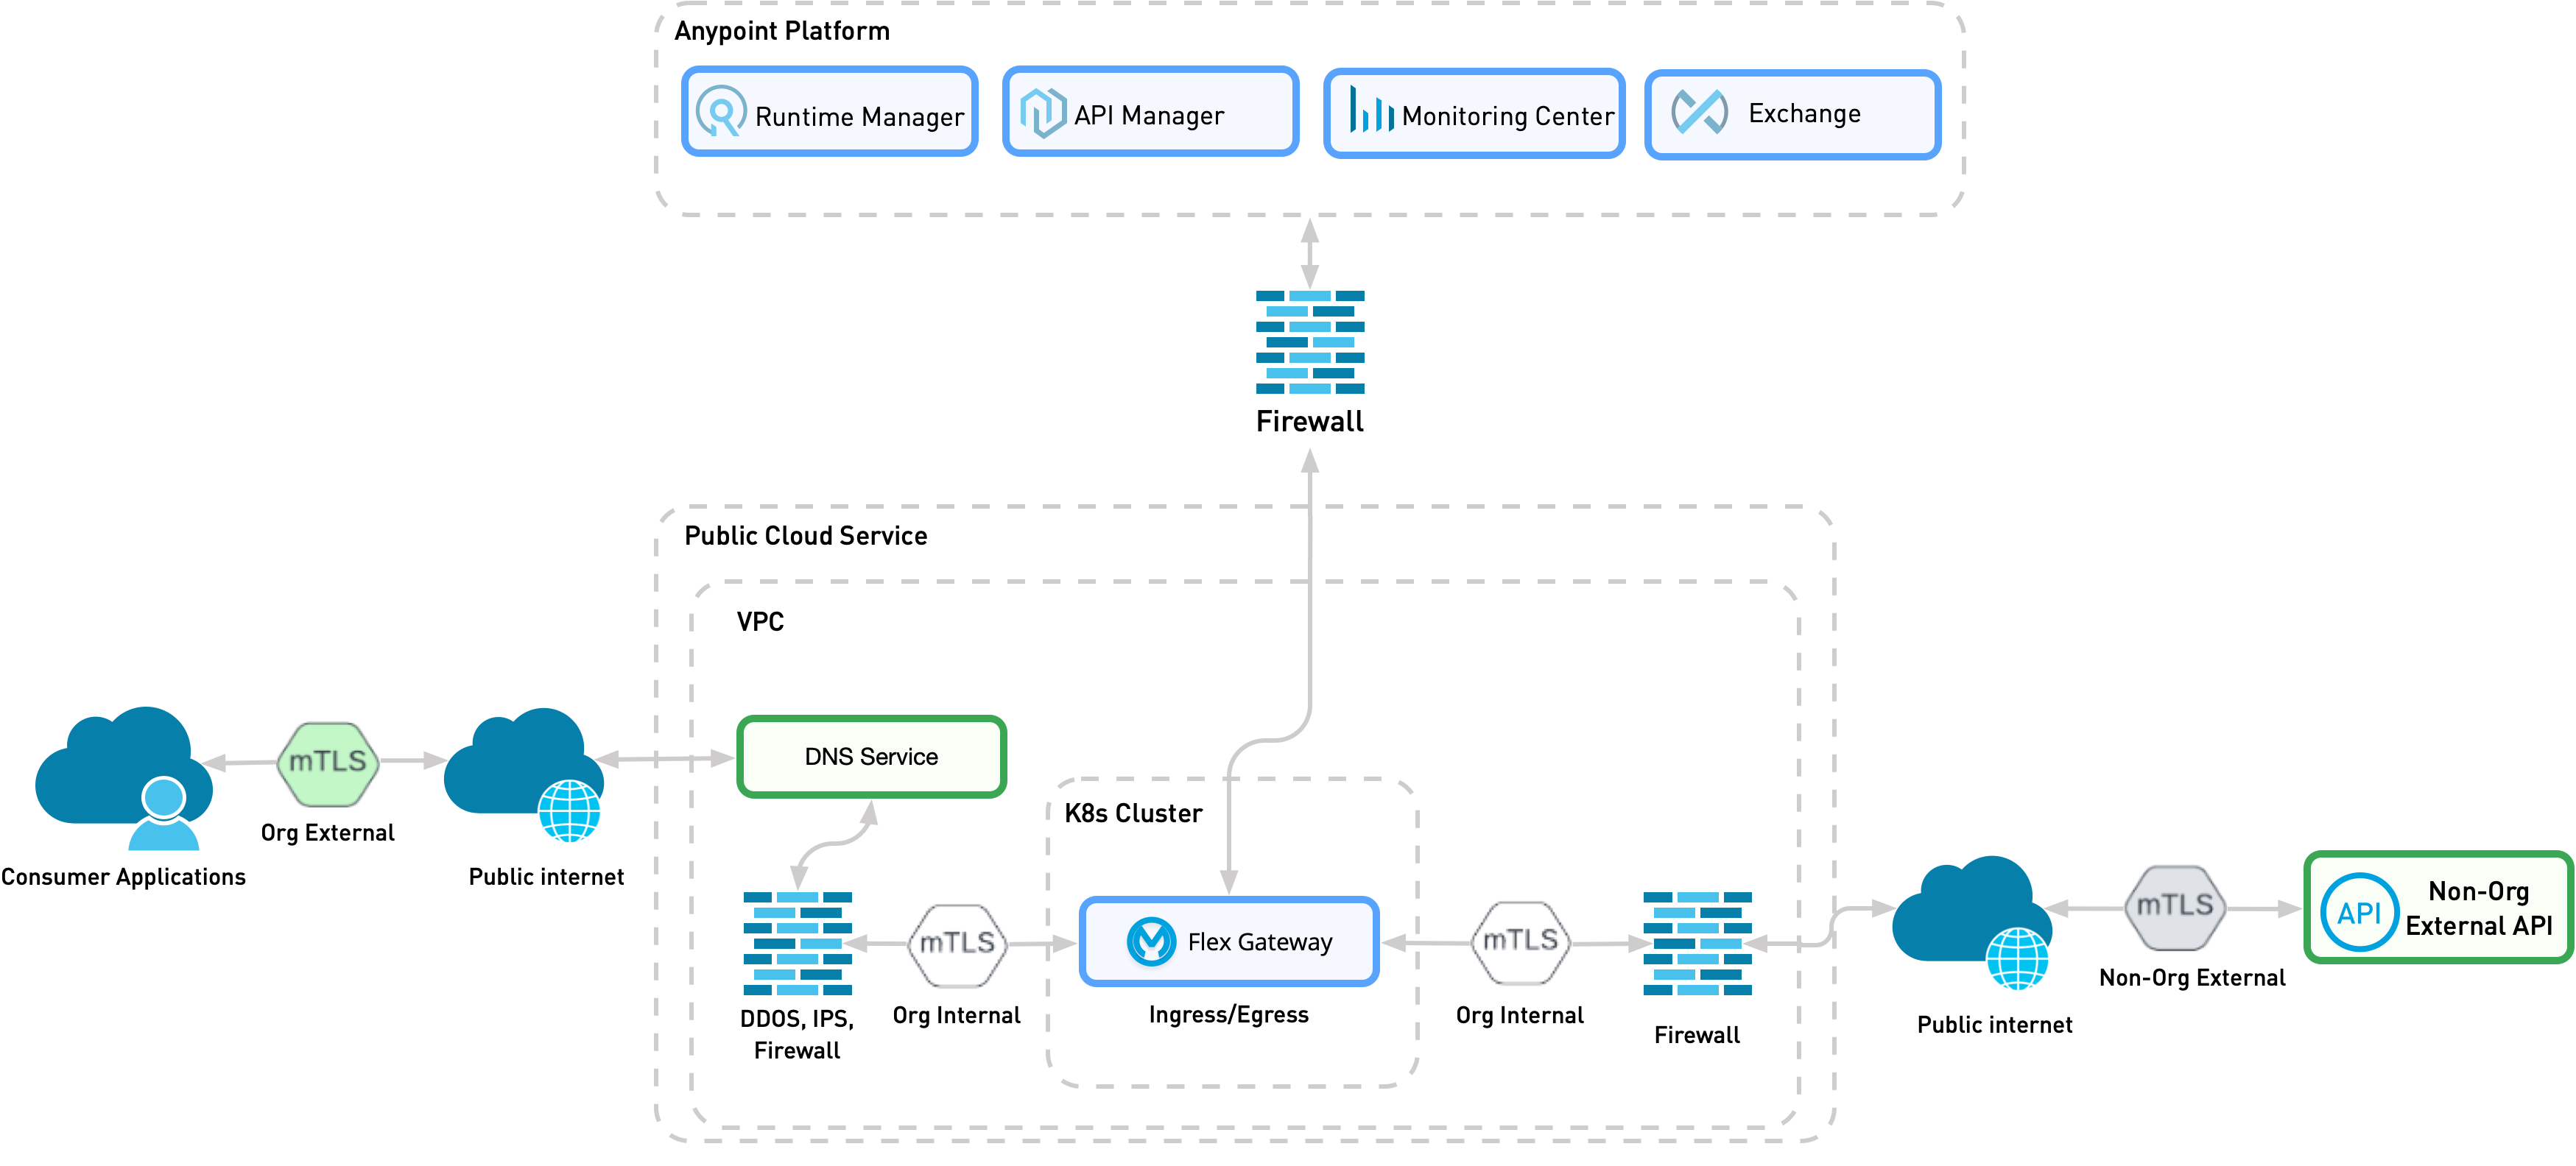 Anypoint Platform
Runtime Manager
API Manager
Monitoring Center
Exchange
Firewall
Public Cloud Service
VPC
DNS Service
mTLS
Org External
Consumer Applications
Public internet
K8s Cluster
DDOS, IPS,
Firewall
mTLS
Org Internal
Flex Gateway
Ingress/Egress
mTLS
Org Internal
Firewall
Public internet
mTLS
Non-Org External
API
Non-Org
External API